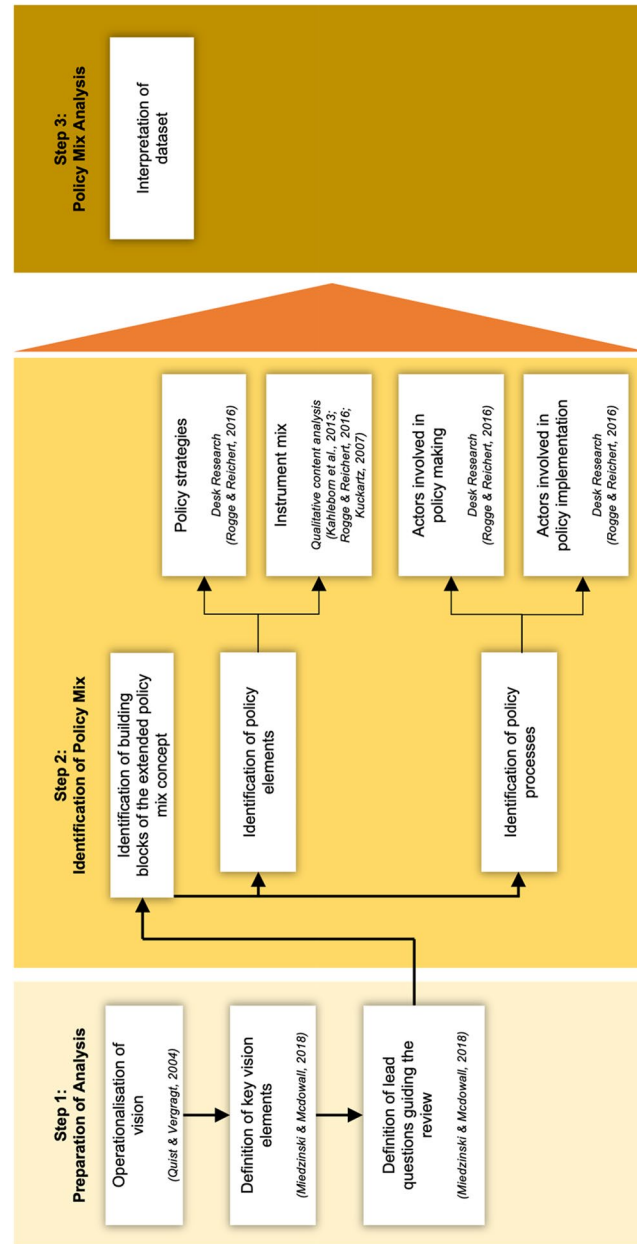 Step 1:
Preparation of Analysis
Operationalisation of
vision
(Quist & Vergragt, 2004)
Definition of key vision
elements
(Miedzinski & Mcdowall, 2018)
Definition of lead
questions guiding the
review
(Miedzinski & Mcdowall, 2018)
Step 2:
Identification of Policy Mix
Identification of building
blocks of the extended policy
mix concept
Identification of policy
elements
Policy strategies
Desk Research
(Rogge & Reichert, 2016)
Instrument mix
Qualitative content analysis
(Kahleborn et al., 2013;
Rogge & Reichert, 2016;
Kuckartz, 2007)
Identification of policy
processes
Actors involved in
policy making
Desk Research
(Rogge & Reichert, 2016)
Actors involved in
policy implementation
Desk Research
(Rogge & Reichert, 2016)
Step 3:
Policy Mix Analysis
Interpretation of
dataset